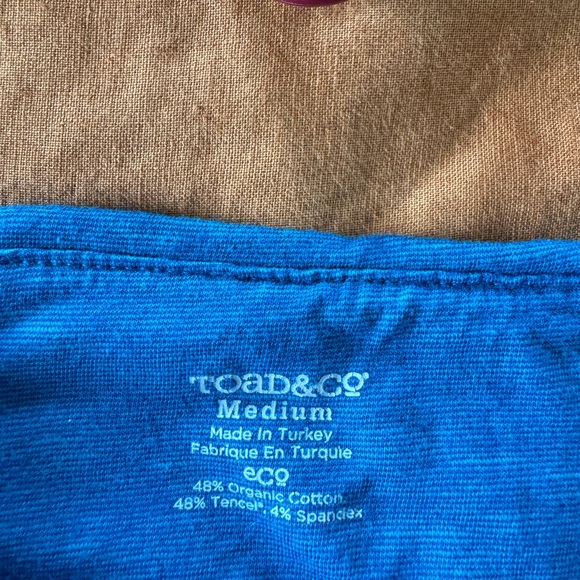 TOAD&CO®
Medium
Made In Turkey
Fabrique En Turquie
eco
48% Organic Cotton,
48% Tencel®, 4% Spandex